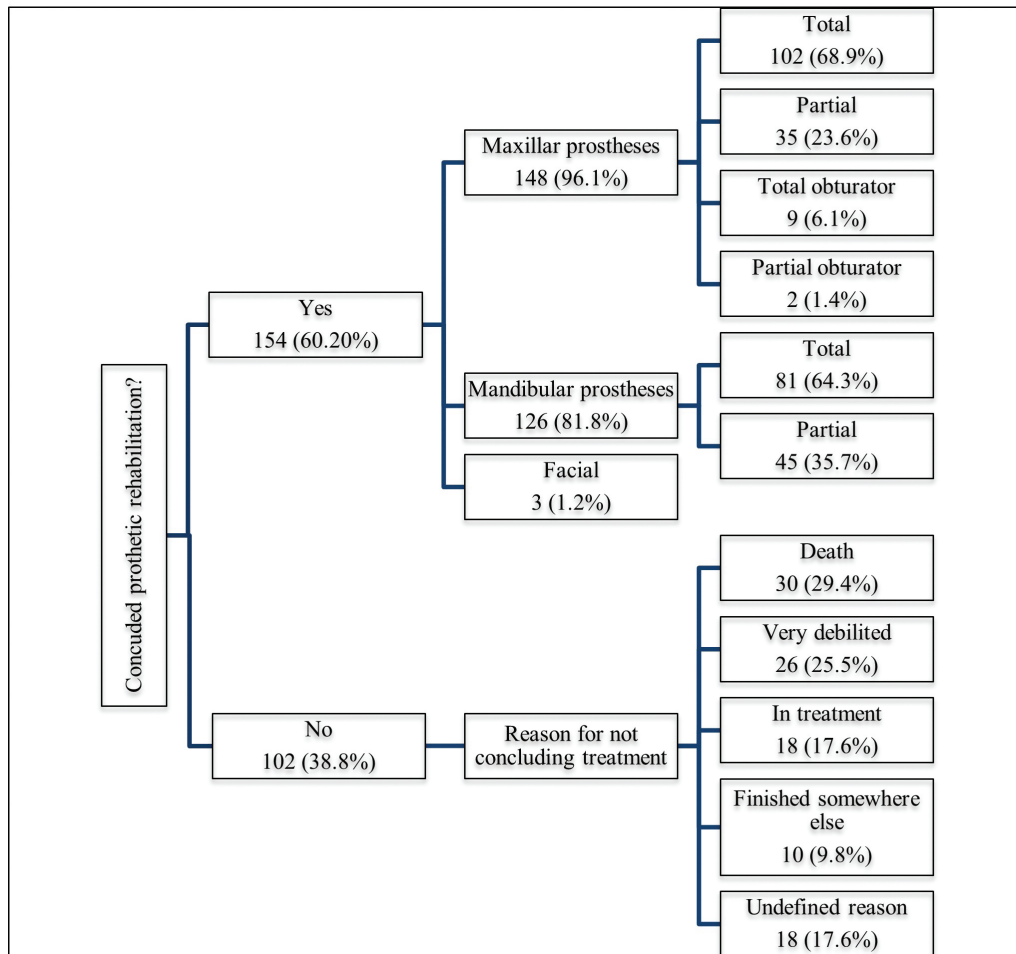 Concuded prothetic rehabilitation?
Yes
154 (60.20%)
Maxillar prostheses
148 (96.1%)
Total
102 (68.9%)
Partial
35 (23.6%)
Total obturator
9 (6.1%)
Partial obturator
2 (1.4%)
Mandibular prostheses
126 (81.8%)
Total
81 (64.3%)
Partial
45 (35.7%)
Facial
3 (1.2%)
No
102 (38.8%)
Reason for not
concluding treatment
Death
30 (29.4%)
Very debilited
26 (25.5%)
In treatment
18 (17.6%)
Finished somewhere
else
10 (9.8%)
Undefined reason
18 (17.6%)